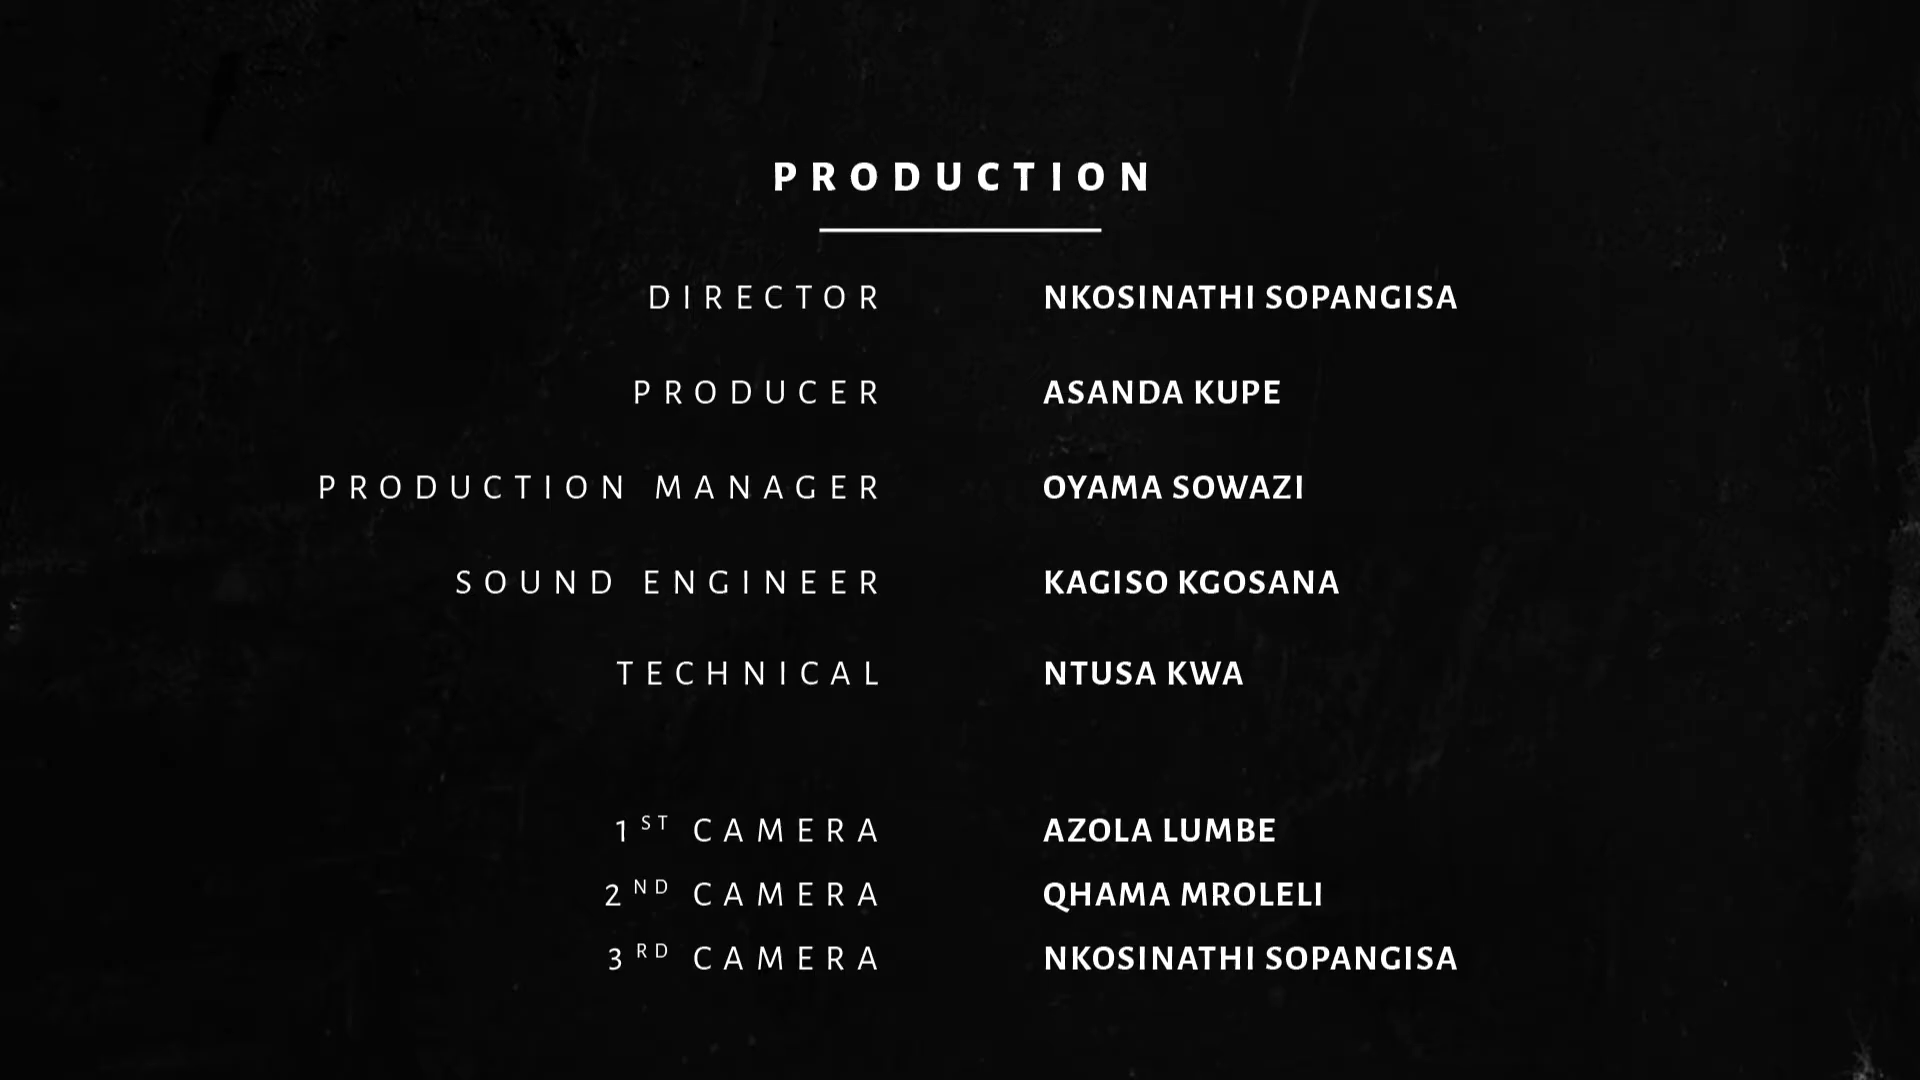 PRODUCTION
DIRECTOR NKOSINATHI SOPANGISA
PRODUCER ASANDA KUPE
PRODUCTION MANAGER OYAMA SOWAZI
SOUND ENGINEER KAGISO KGOSANA
TECHNICAL NTUSA KWA
1ST CAMERA AZOLA LUMBE
2ND CAMERA QHAMA MROLELI
3RD CAMERA NKOSINATHI SOPANGISA